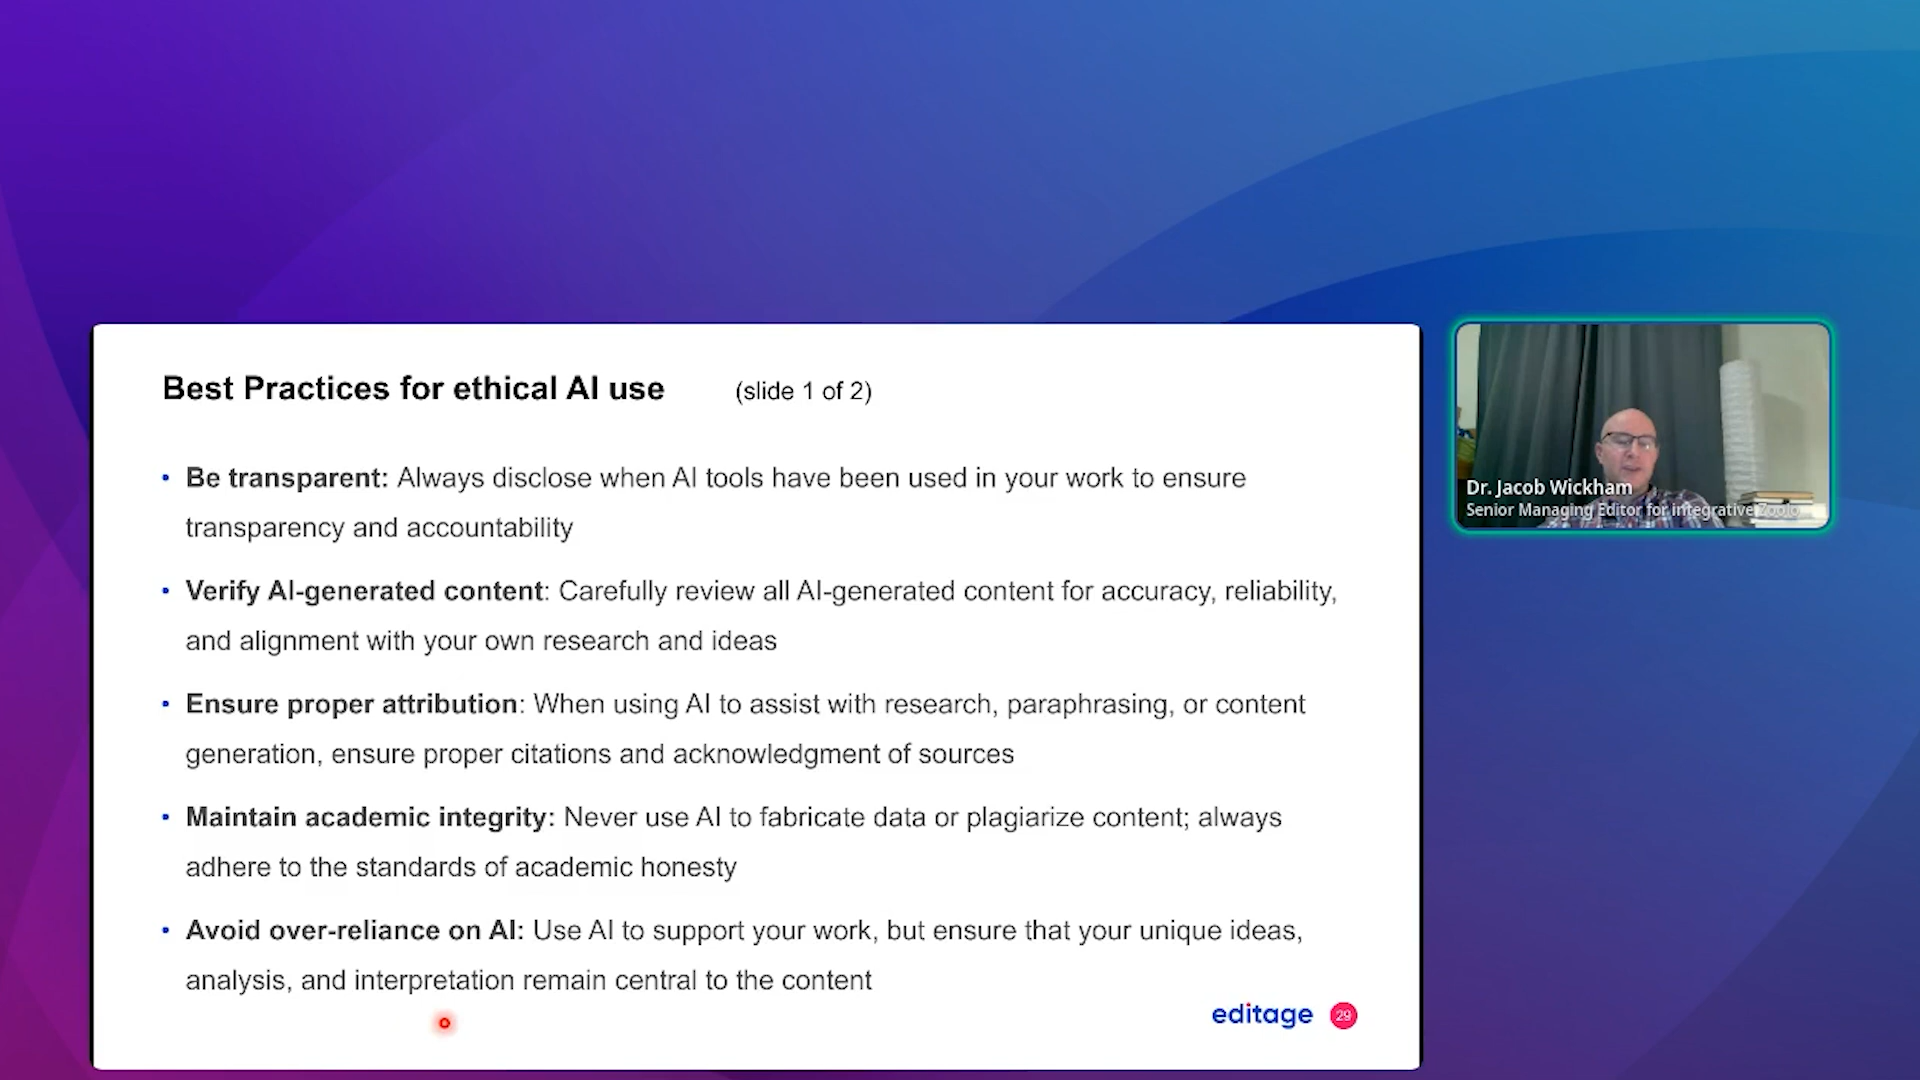 Best Practices for ethical AI use (slide 1 of 2)
• Be transparent: Always disclose when AI tools have been used in your work to ensure
transparency and accountability
• Verify AI-generated content: Carefully review all AI-generated content for accuracy, reliability,
and alignment with your own research and ideas
• Ensure proper attribution: When using AI to assist with research, paraphrasing, or content
generation, ensure proper citations and acknowledgment of sources
• Maintain academic integrity: Never use AI to fabricate data or plagiarize content; always
adhere to the standards of academic honesty
• Avoid over-reliance on AI: Use AI to support your work, but ensure that your unique ideas,
analysis, and interpretation remain central to the content
editage 29
Dr. Jacob Wickham
Senior Managing Editor for integrative Zoolo